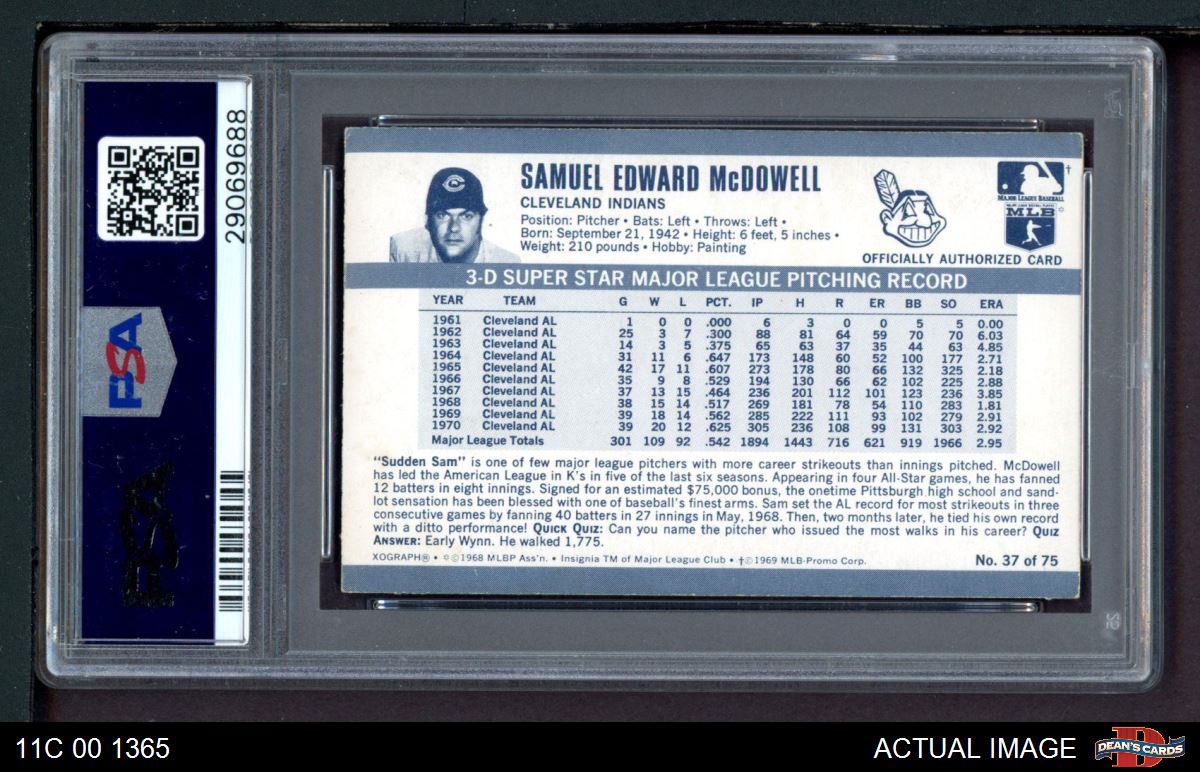 29069688
PSA
PSA
SAMUEL EDWARD McDOWELL
CLEVELAND INDIANS
Position: Pitcher • Bats: Left • Throws: Left •
Born: September 21, 1942 • Height: 6 feet, 5 inches •
Weight: 210 pounds • Hobby: Painting
†
MAJOR LEAGUE BASEBALL
MLB
OFFICIALLY AUTHORIZED CARD
3-D SUPER STAR MAJOR LEAGUE PITCHING RECORD
YEAR TEAM G W L PCT. IP H R ER BB SO ERA
1961 Cleveland AL 1 0 0 .000 6 3 0 0 5 5 0.00
1962 Cleveland AL 25 3 7 .300 88 81 64 59 70 70 6.03
1963 Cleveland AL 14 3 5 .375 65 63 37 35 44 63 4.85
1964 Cleveland AL 31 11 6 .647 173 148 60 52 100 177 2.71
1965 Cleveland AL 42 17 11 .607 273 178 80 66 132 325 2.18
1966 Cleveland AL 35 9 8 .529 194 130 66 62 102 225 2.88
1967 Cleveland AL 37 13 15 .464 236 201 112 101 123 236 3.85
1968 Cleveland AL 38 15 14 .517 269 181 78 54 110 283 1.81
1969 Cleveland AL 39 18 14 .562 285 222 111 93 102 279 2.91
1970 Cleveland AL 39 20 12 .625 305 236 108 99 131 303 2.92
Major League Totals 301 109 92 .542 1894 1443 716 621 919 1966 2.95
"Sudden Sam" is one of few major league pitchers with more career strikeouts than innings pitched. McDowell
has led the American League in K's in five of the last six seasons. Appearing in four All-Star games, he has fanned
12 batters in eight innings. Signed for an estimated $75,000 bonus, the onetime Pittsburgh high school and sand-
lot sensation has been blessed with one of baseball's finest arms. Sam set the AL record for most strikeouts in three
consecutive games by fanning 40 batters in 27 innings in May, 1968. Then, two months later, he tied his own record
with a ditto performance! QUICK QUIZ: Can you name the pitcher who issued the most walks in his career? QUIZ
ANSWER: Early Wynn. He walked 1,775.
XOGRAPH® • ©1968 MLBP Ass'n. • Insignia TM of Major League Club • †©1969 MLB-Promo Corp.
No. 37 of 75
11C 00 1365
ACTUAL IMAGE
DEAN'S CARDS